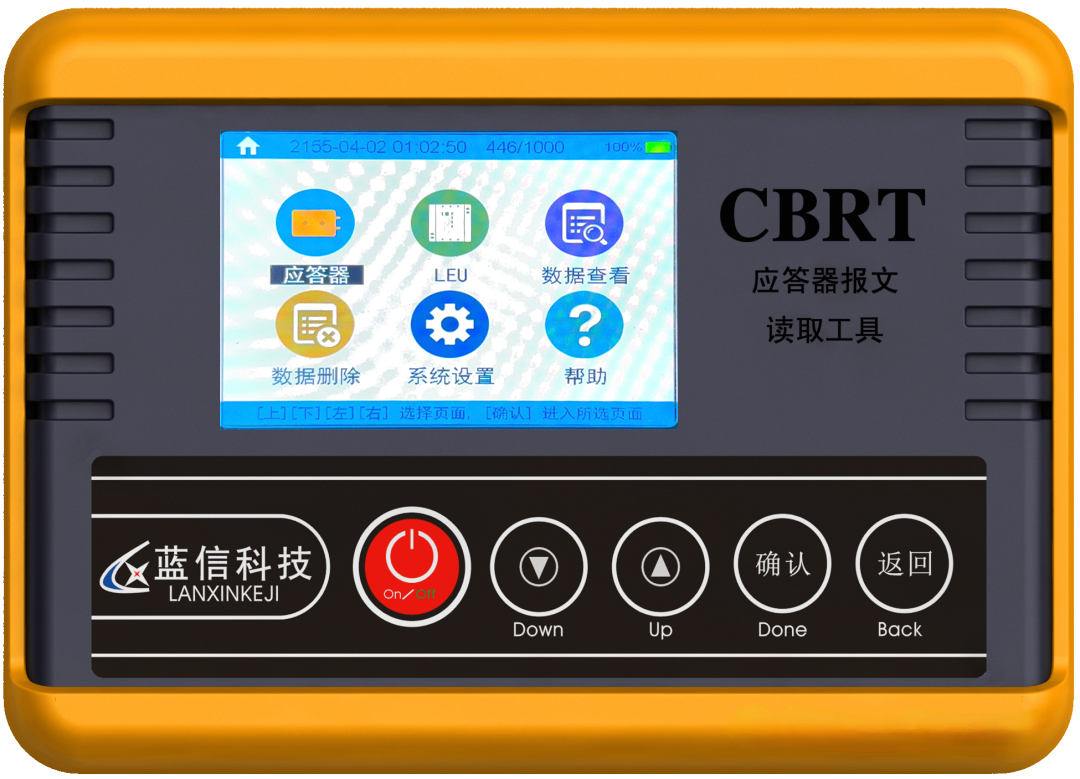 2155-04-02 01:02:50 446/1000 100%
CBRT
应答器报文
读取工具
应答器 LEU 数据查看
数据删除 系统设置 帮助
[上][下][左][右] 选择页面, [确认] 进入所选页面
蓝信科技
LANXINKEJI
On/Off
确认
返回
Down Up Done Back